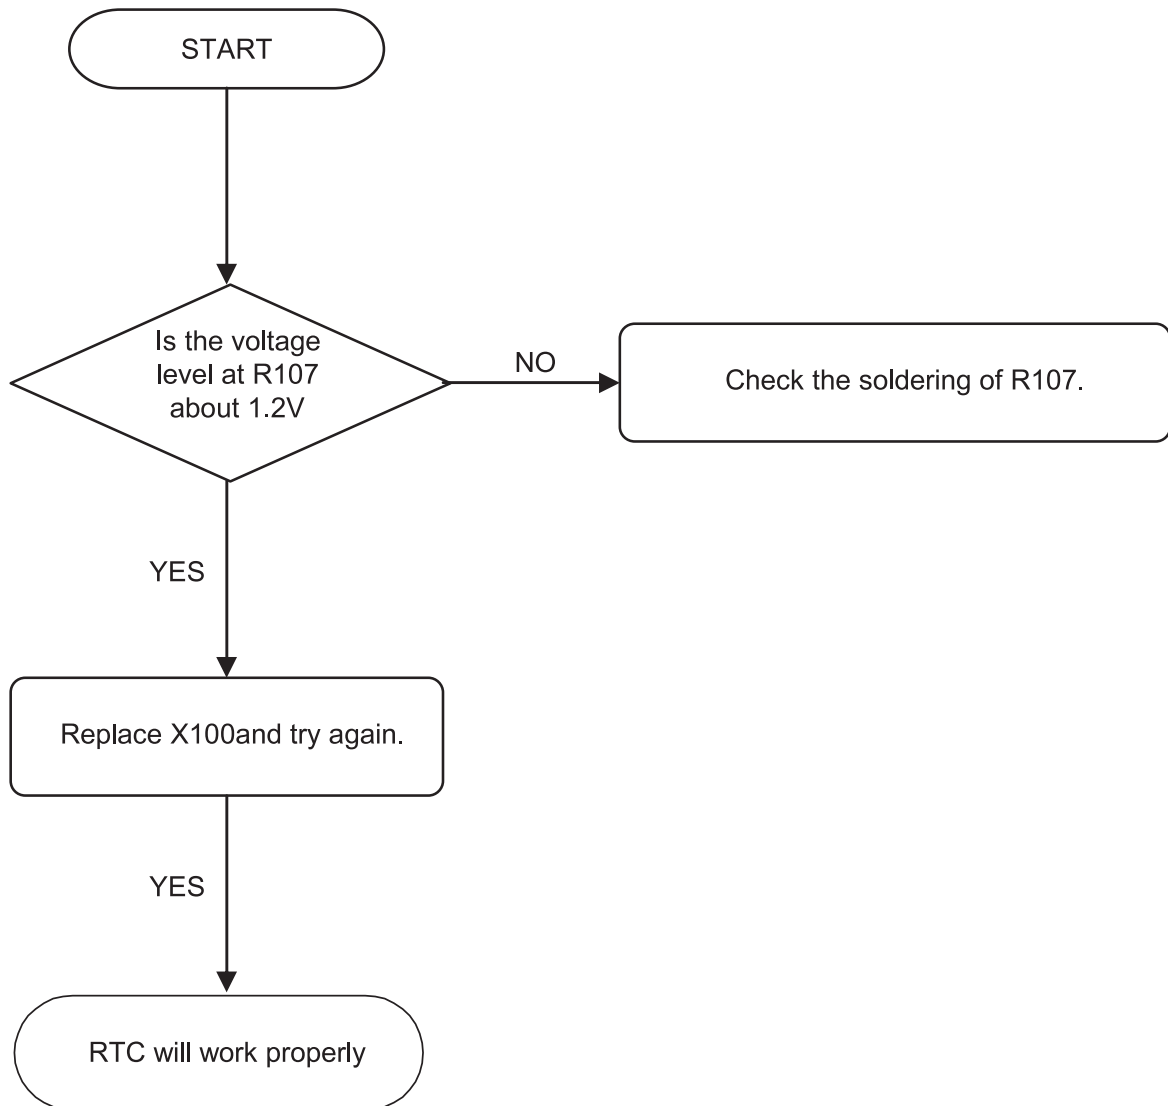 START
Is the voltage
level at R107
about 1.2V
NO
Check the soldering of R107.
YES
Replace X100and try again.
YES
RTC will work properly